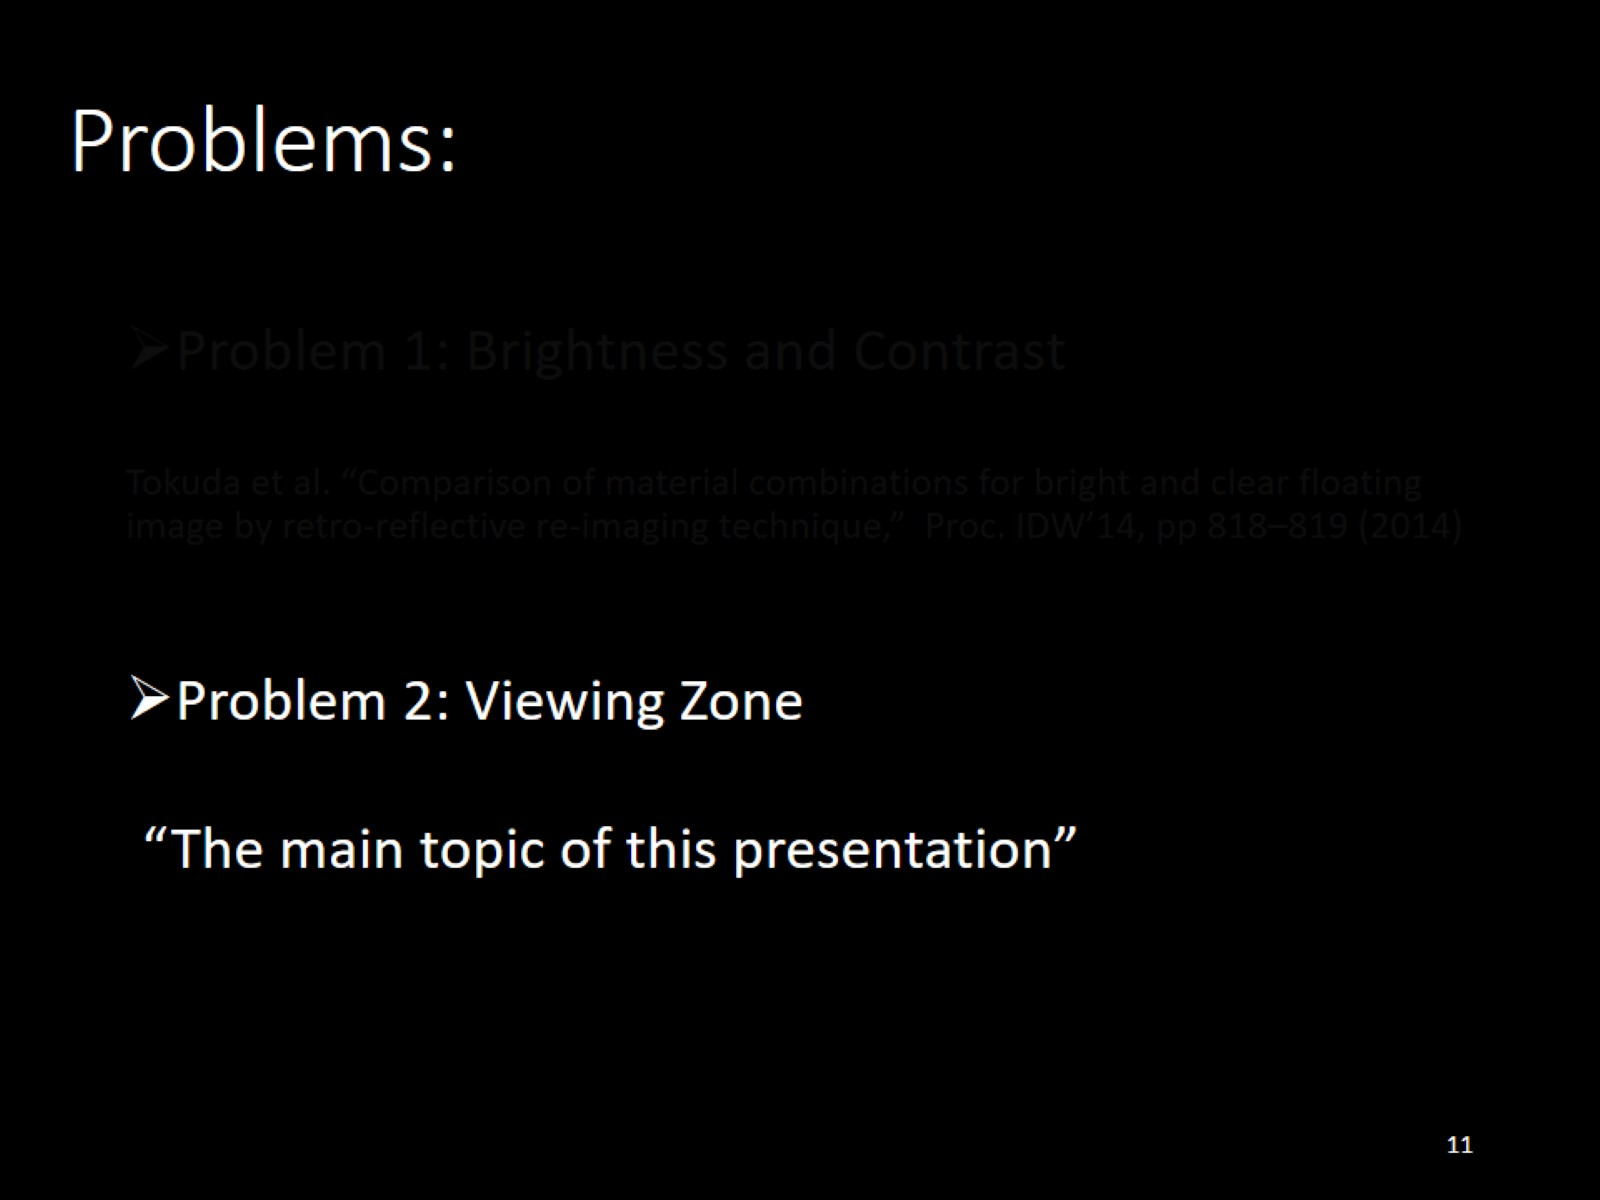 Problems:
➢Problem 1: Brightness and Contrast
Tokuda et al. “Comparison of material combinations for bright and clear floating
image by retro-reflective re-imaging technique,” Proc. IDW’14, pp 818–819 (2014)
➢Problem 2: Viewing Zone
“The main topic of this presentation”
11